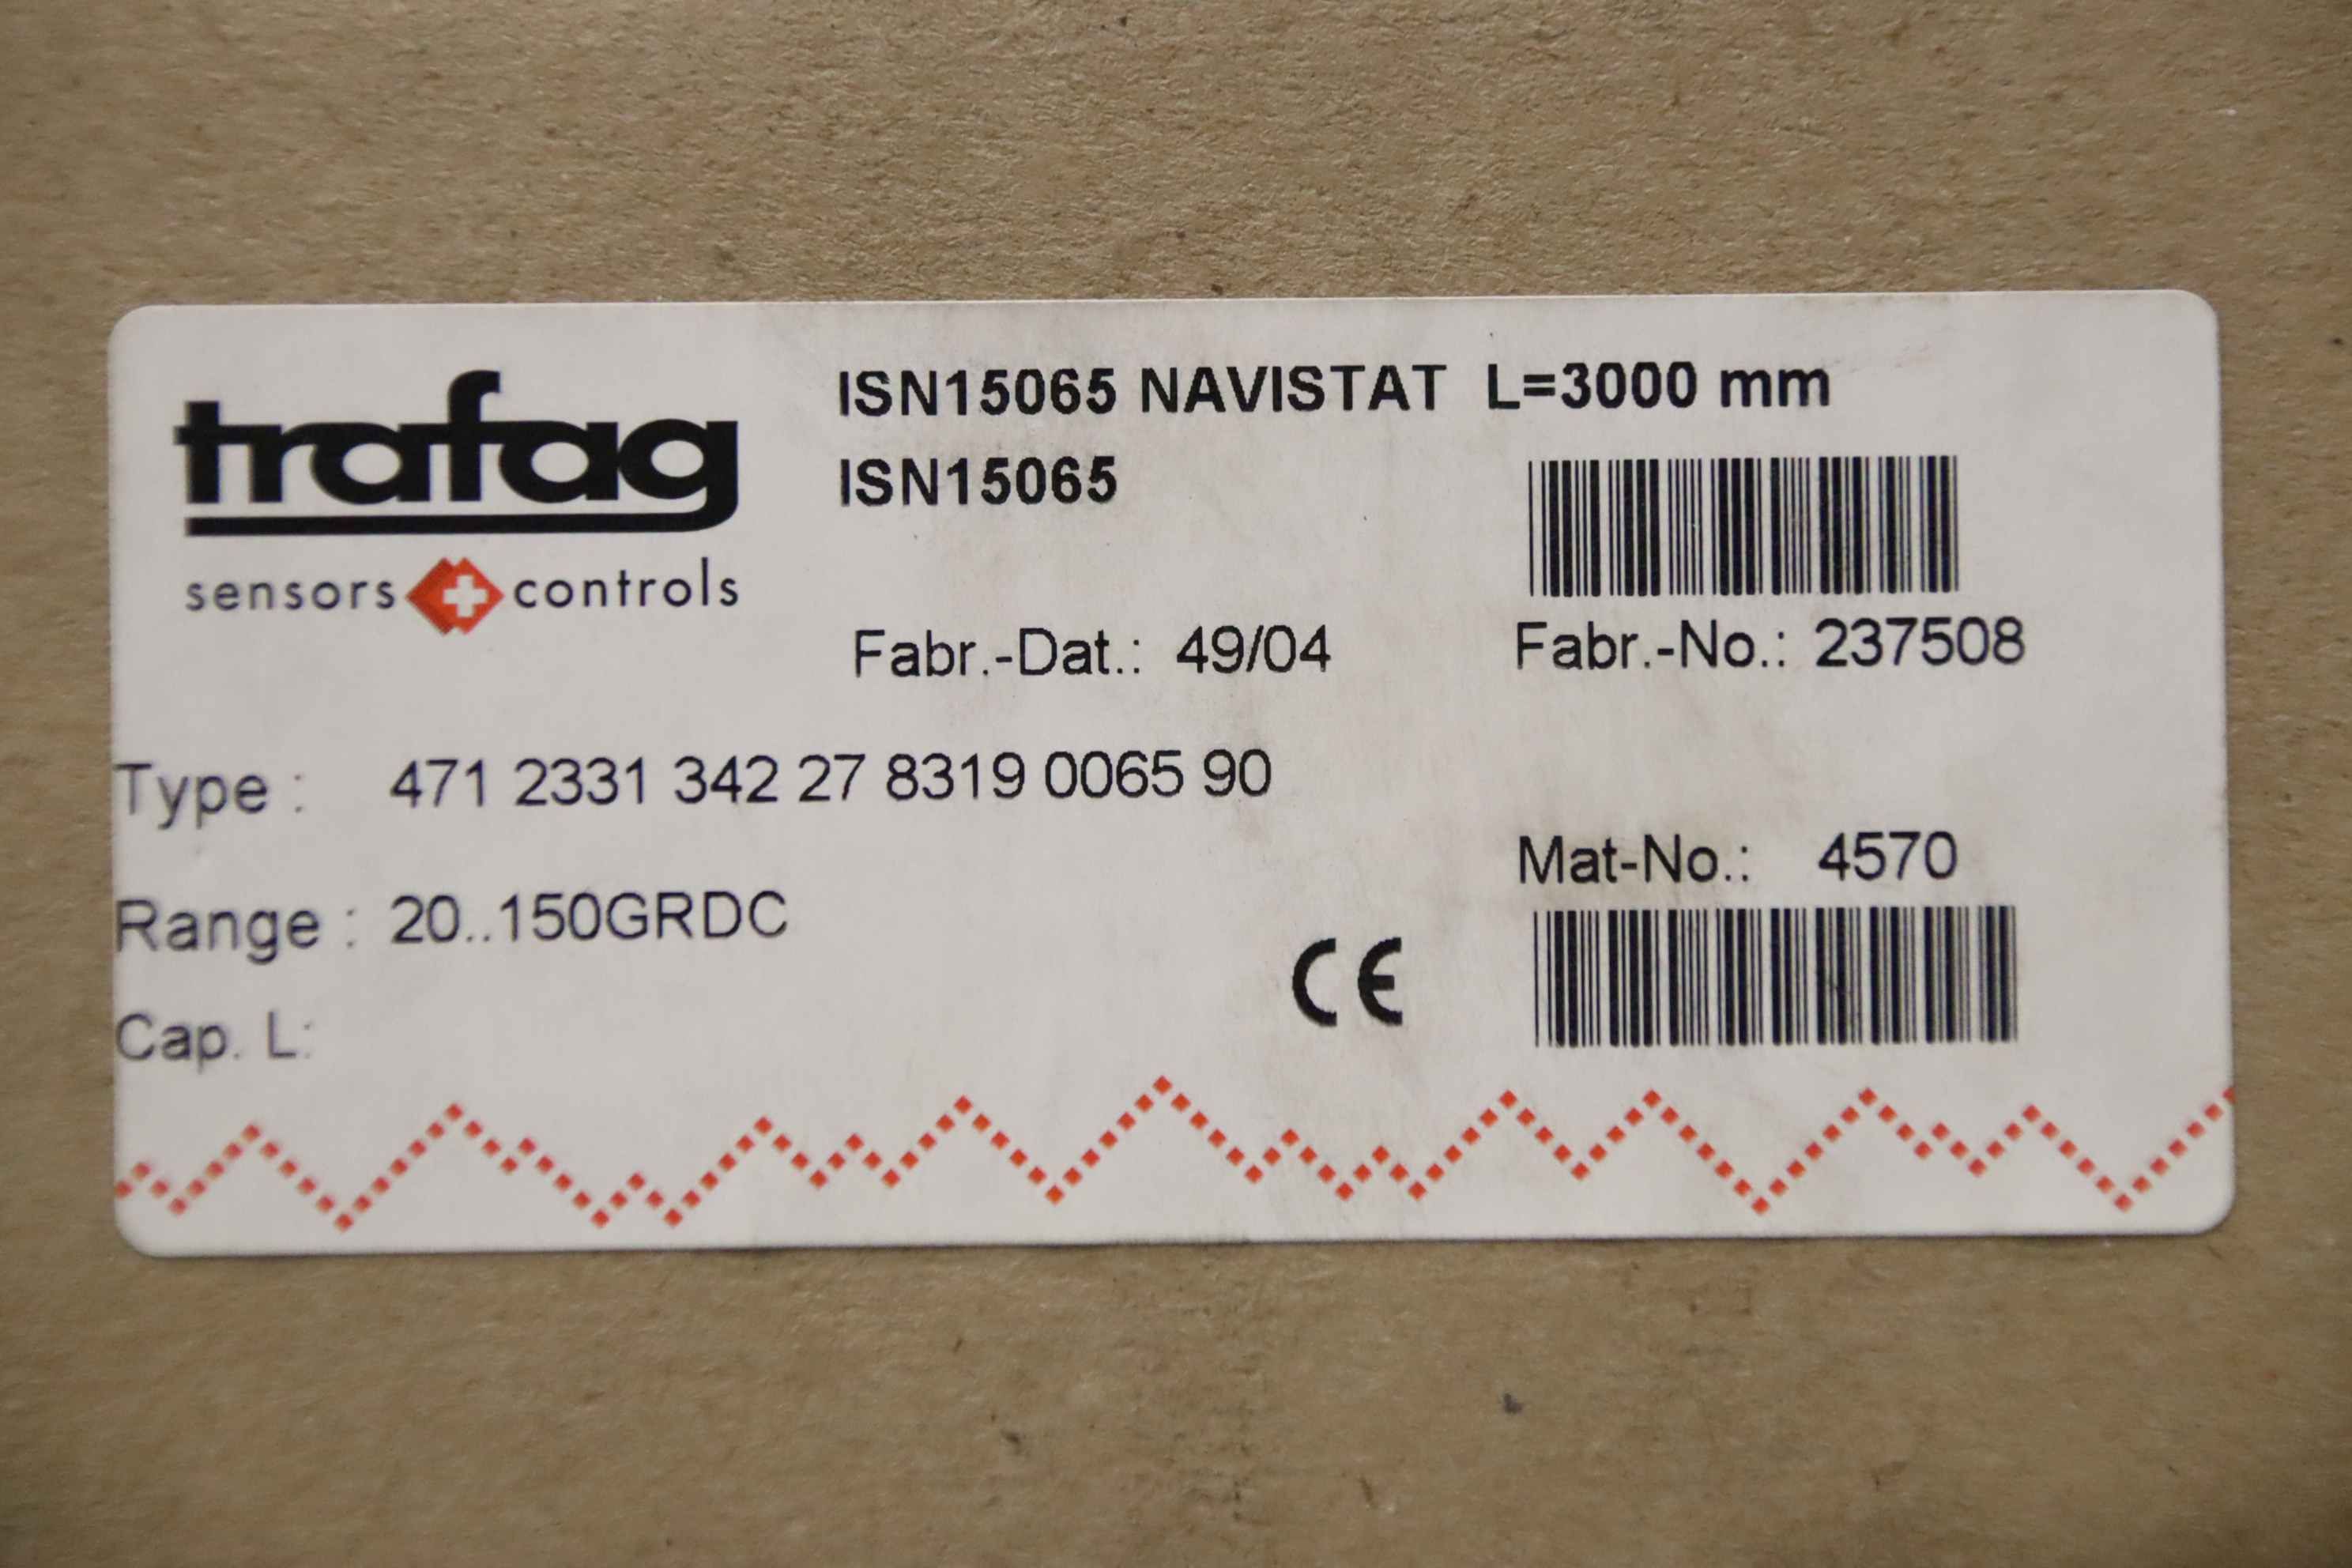 trafag
sensors controls
ISN15065 NAVISTAT L=3000 mm
ISN15065
Fabr.-Dat.: 49/04
Fabr.-No.: 237508
Type : 471 2331 342 27 8319 0065 90
Mat-No.: 4570
Range : 20..150GRDC
CE
Cap. L: